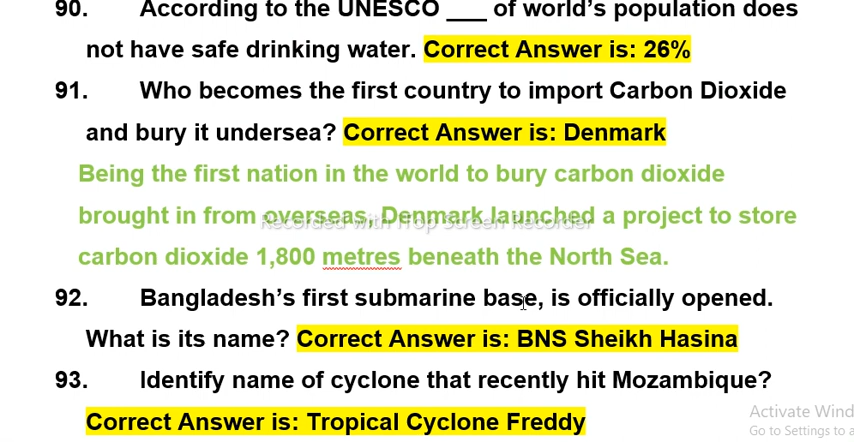 90. According to the UNESCO ___ of world's population does
not have safe drinking water. Correct Answer is: 26%
91. Who becomes the first country to import Carbon Dioxide
and bury it undersea? Correct Answer is: Denmark
Being the first nation in the world to bury carbon dioxide
brought in from overseas, Denmark launched a project to store
Recorded with iTop Screen Recorder
carbon dioxide 1,800 metres beneath the North Sea.
92. Bangladesh's first submarine base, is officially opened.
What is its name? Correct Answer is: BNS Sheikh Hasina
93. Identify name of cyclone that recently hit Mozambique?
Correct Answer is: Tropical Cyclone Freddy
Activate Wind
Go to Settings to a